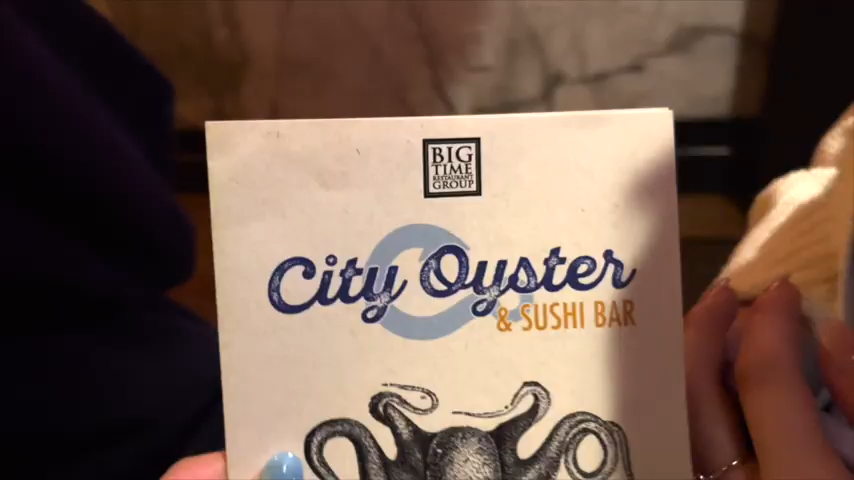 BIG
TIME
RESTAURANT
GROUP
City Oyster
& SUSHI BAR